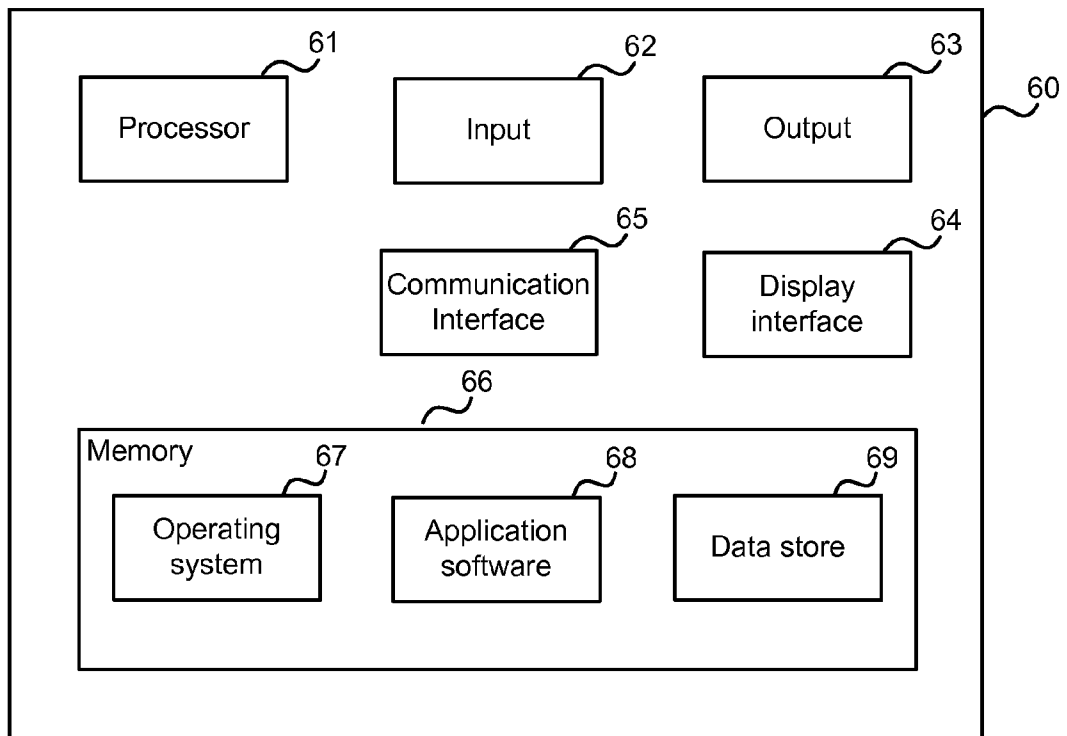 61
62
63
60
Processor
Input
Output
65
64
Communication
Interface
Display
interface
66
Memory
67
68
69
Operating
system
Application
software
Data store